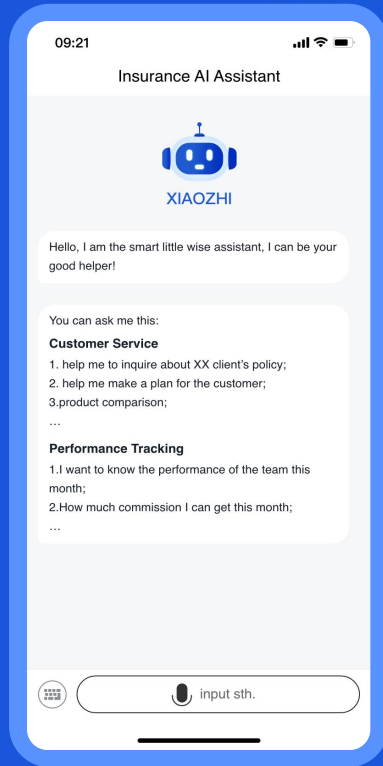 09:21
Insurance AI Assistant
XIAOZHI
Hello, I am the smart little wise assistant, I can be your
good helper!
You can ask me this:
Customer Service
1. help me to inquire about XX client's policy;
2. help me make a plan for the customer;
3.product comparison;
...
Performance Tracking
1.I want to know the performance of the team this
month;
2.How much commission I can get this month;
...
input sth.